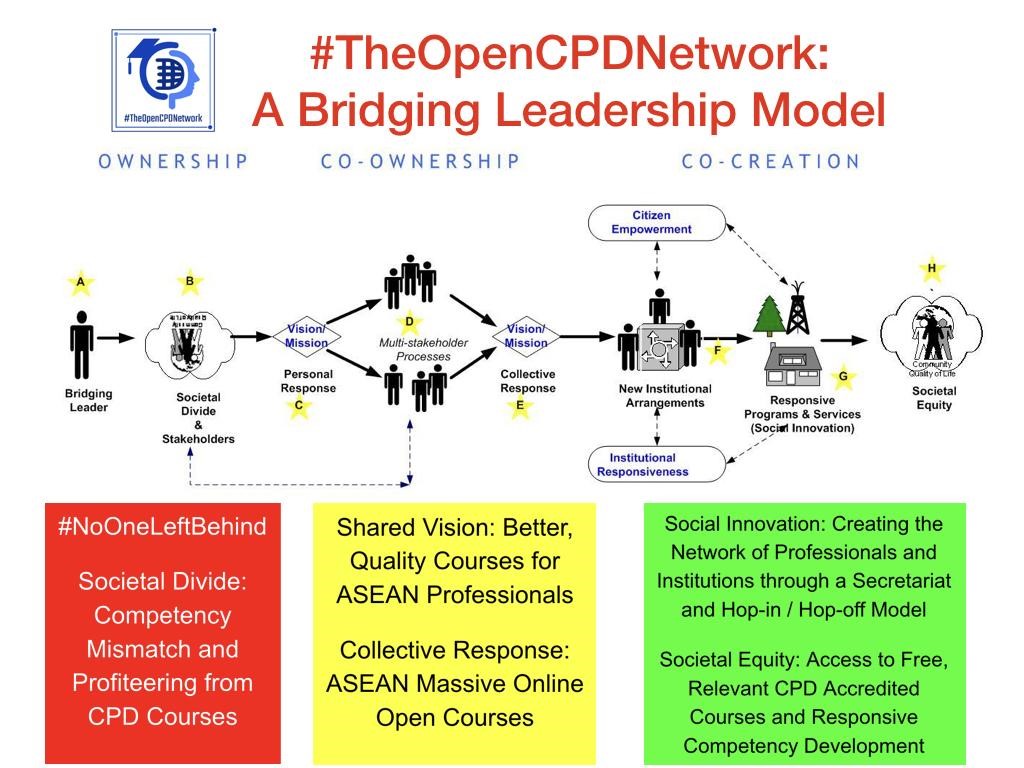 #TheOpenCPDNetwork:
A Bridging Leadership Model
#TheOpenCPDNetwork
OWNERSHIP
CO-OWNERSHIP
CO-CREATION
Citizen
Empowerment
A
B
H
D
Vision/
Mission
Multi-stakeholder
Processes
Vision/
Mission
F
Community
Quality of Life
Bridging
Leader
Societal
Divide
&
Stakeholders
Personal
Response
C
Collective
Response
E
New Institutional
Arrangements
G
Responsive
Programs & Services
(Social Innovation)
Societal
Equity
Institutional
Responsiveness
#NoOneLeftBehind
Societal Divide:
Competency
Mismatch and
Profiteering from
CPD Courses
Shared Vision: Better,
Quality Courses for
ASEAN Professionals
Collective Response:
ASEAN Massive Online
Open Courses
Social Innovation: Creating the
Network of Professionals and
Institutions through a Secretariat
and Hop-in / Hop-off Model
Societal Equity: Access to Free,
Relevant CPD Accredited
Courses and Responsive
Competency Development